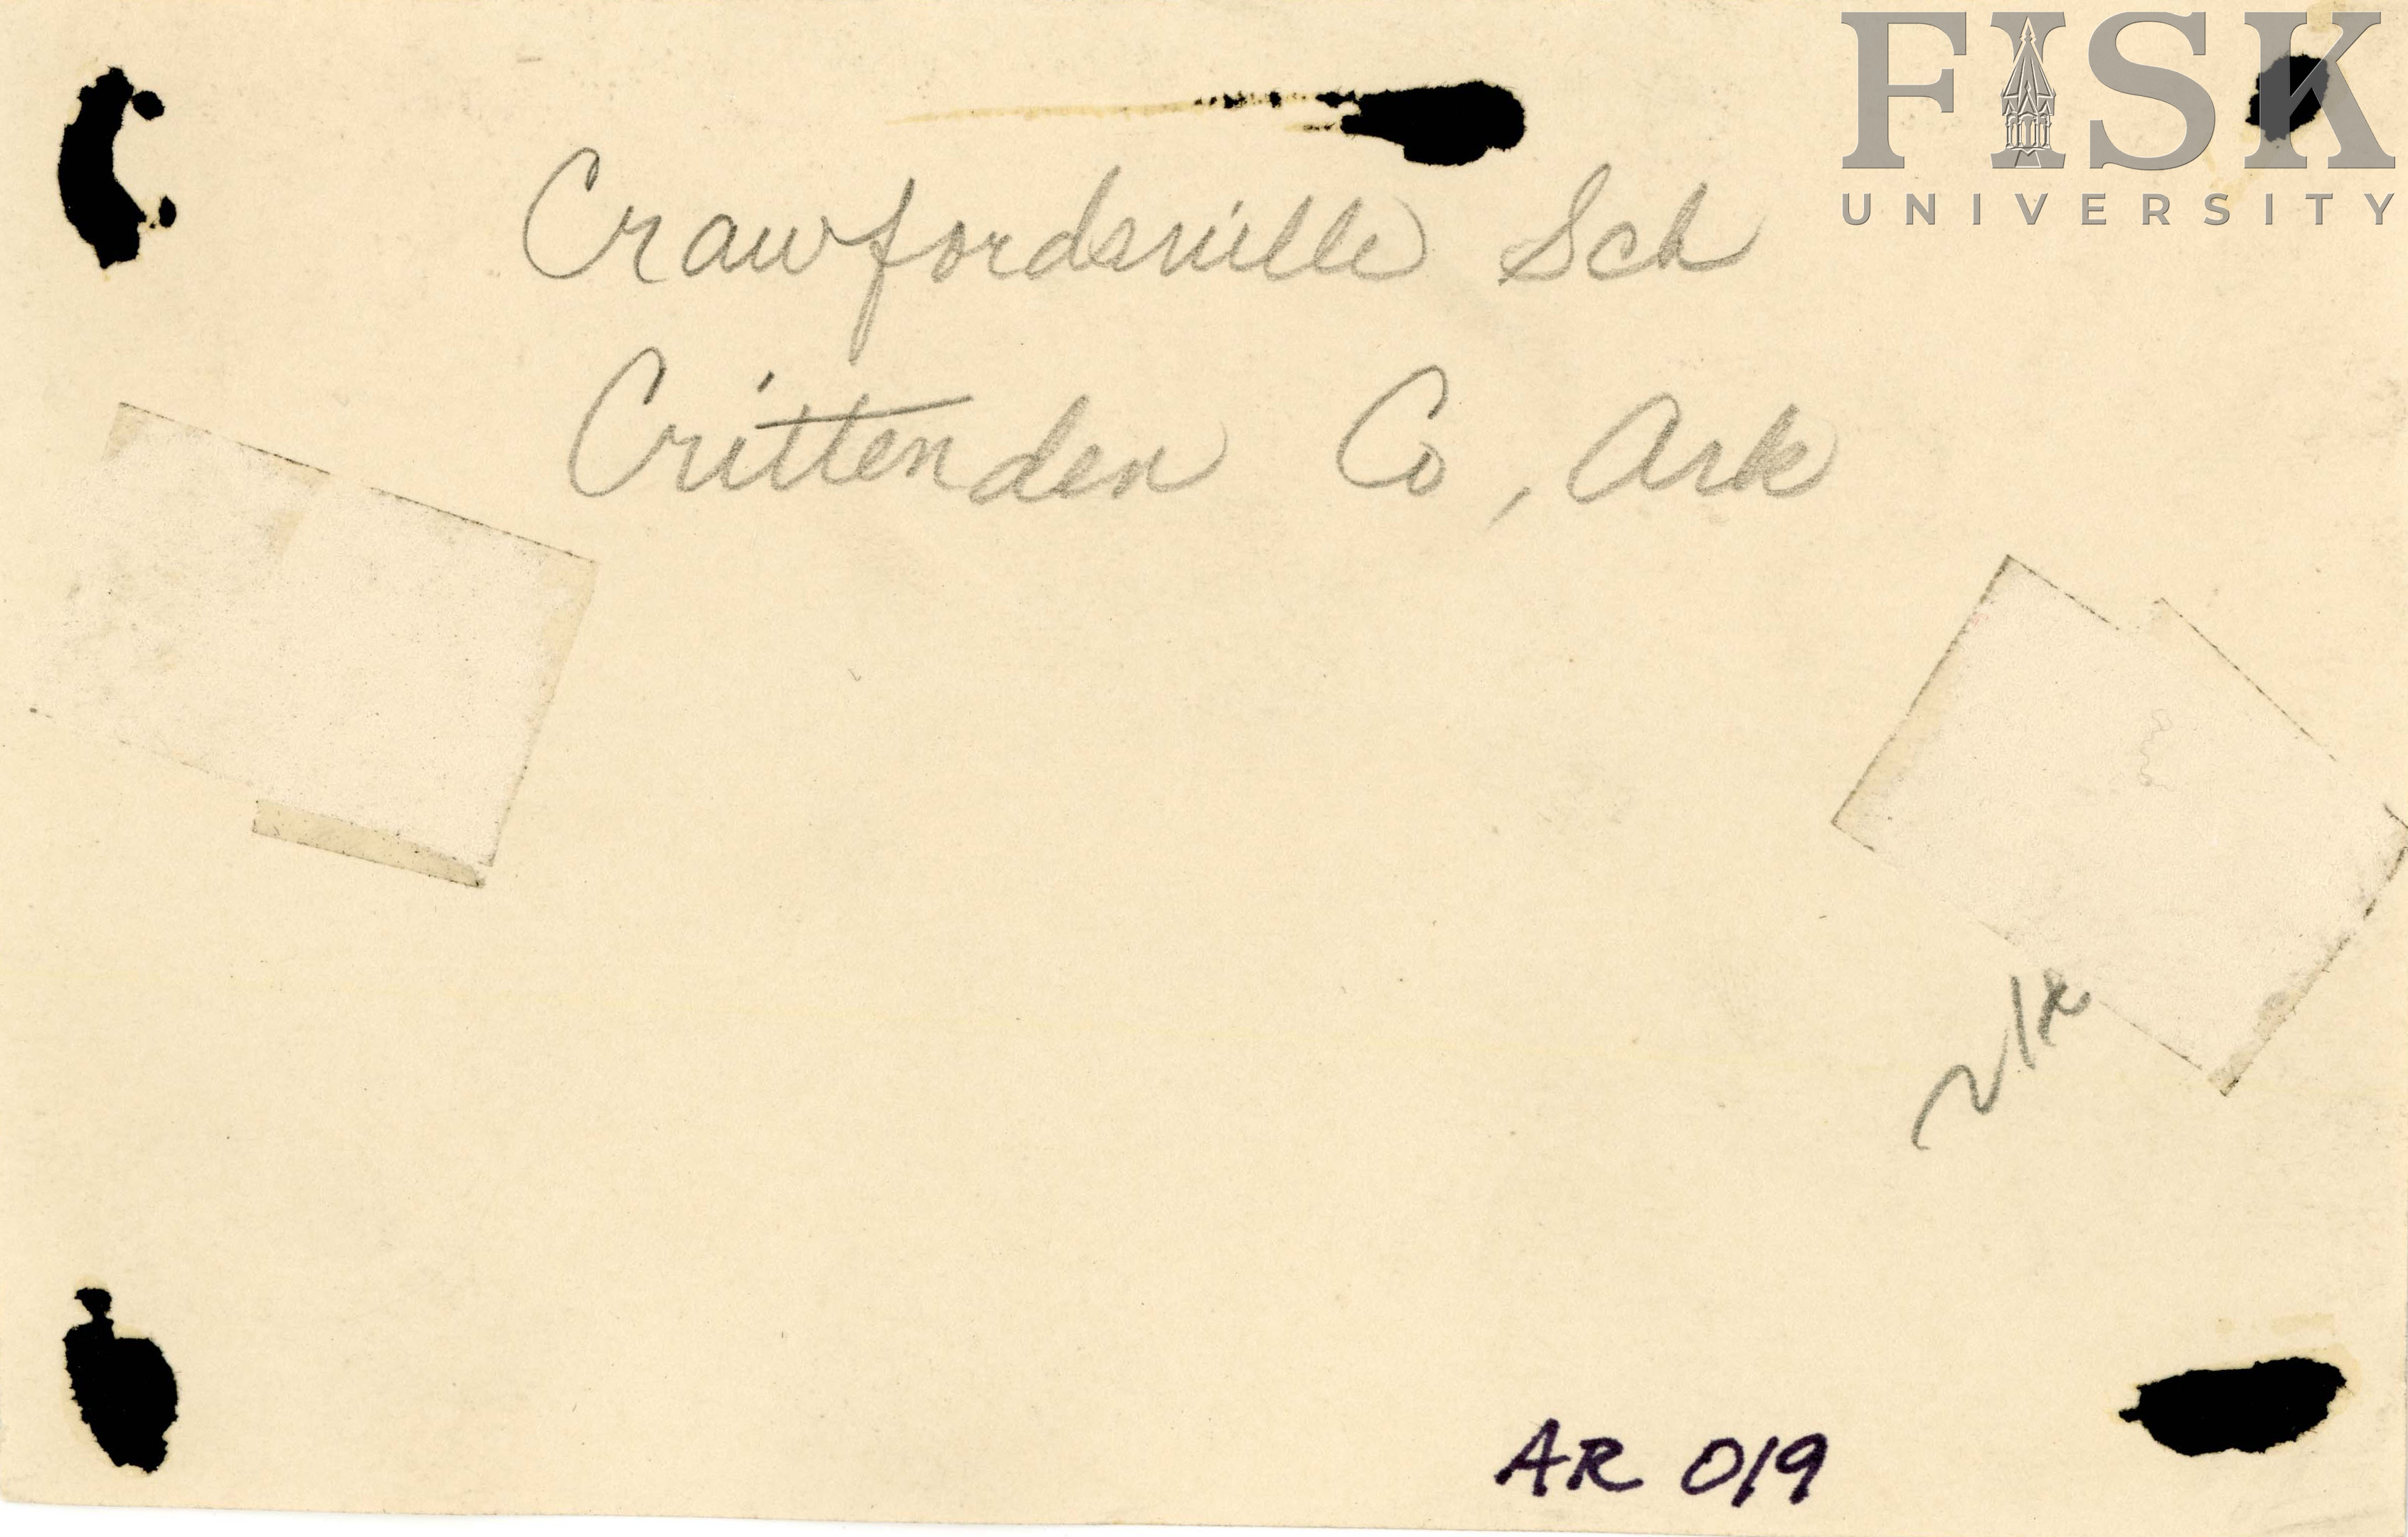 FISK
UNIVERSITY
Crawfordsville Sch
Crittenden Co, Ark
AR 019